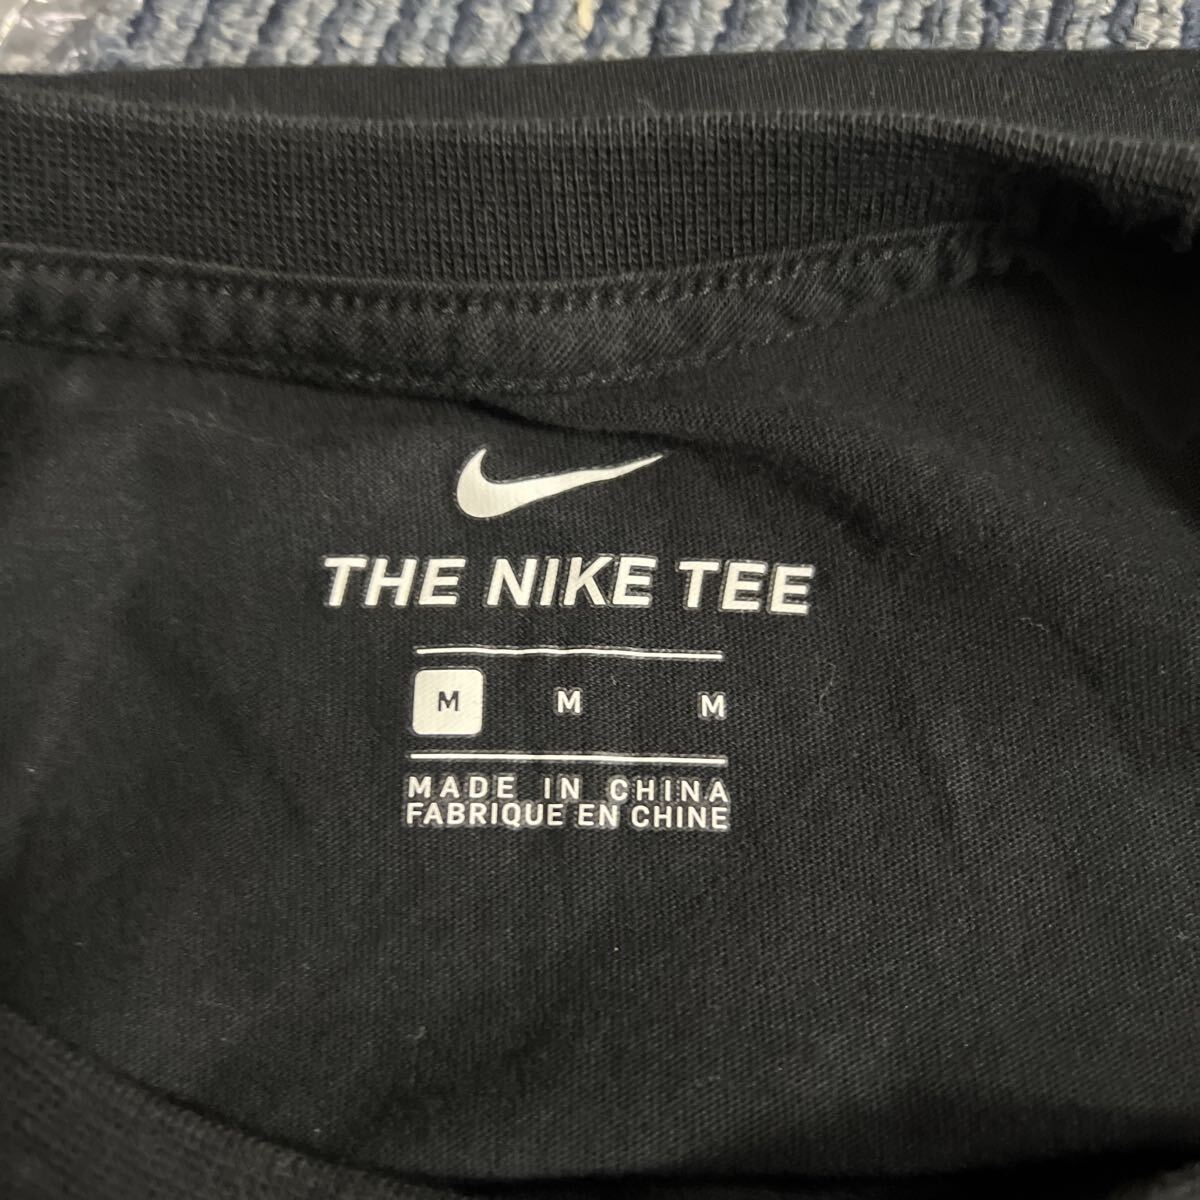 THE NIKE TEE
M M M
MADE IN CHINA
FABRIQUE EN CHINE